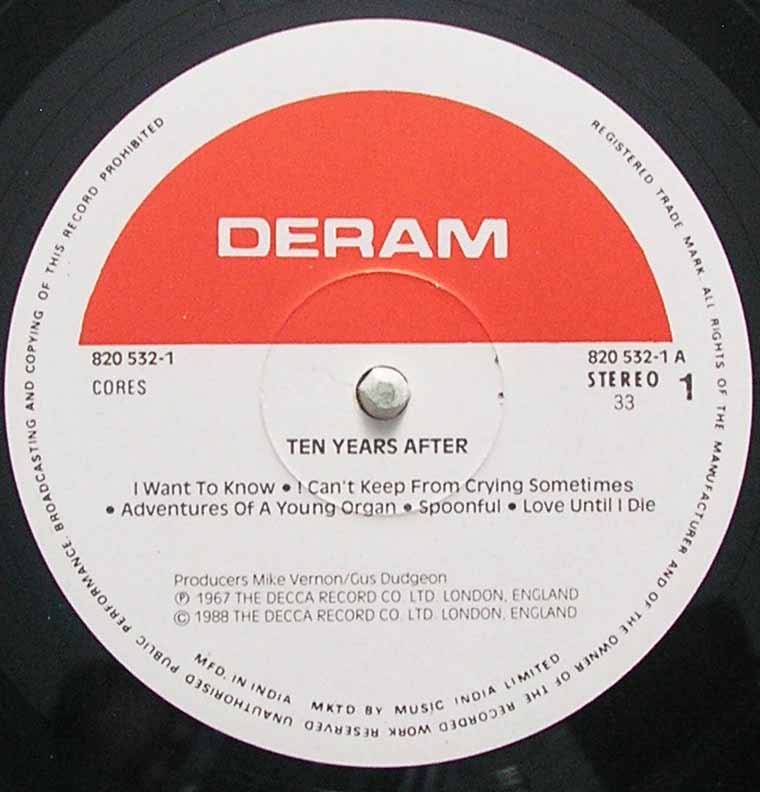 DERAM
820 532-1
CORES
820 532-1 A
STEREO 1
33
TEN YEARS AFTER
I Want To Know • I Can't Keep From Crying Sometimes
• Adventures Of A Young Organ • Spoonful • Love Until I Die
Producers Mike Vernon/Gus Dudgeon
℗ 1967 THE DECCA RECORD CO. LTD. LONDON, ENGLAND
© 1988 THE DECCA RECORD CO. LTD. LONDON, ENGLAND
MFD. IN INDIA MKTD BY MUSIC INDIA LIMITED
REGISTERED TRADE MARK. ALL RIGHTS OF THE MANUFACTURER AND OF THE OWNER OF THE RECORDED WORK RESERVED UNAUTHORISED PUBLIC PERFORMANCE. BROADCASTING AND COPYING OF THIS RECORD PROHIBITED